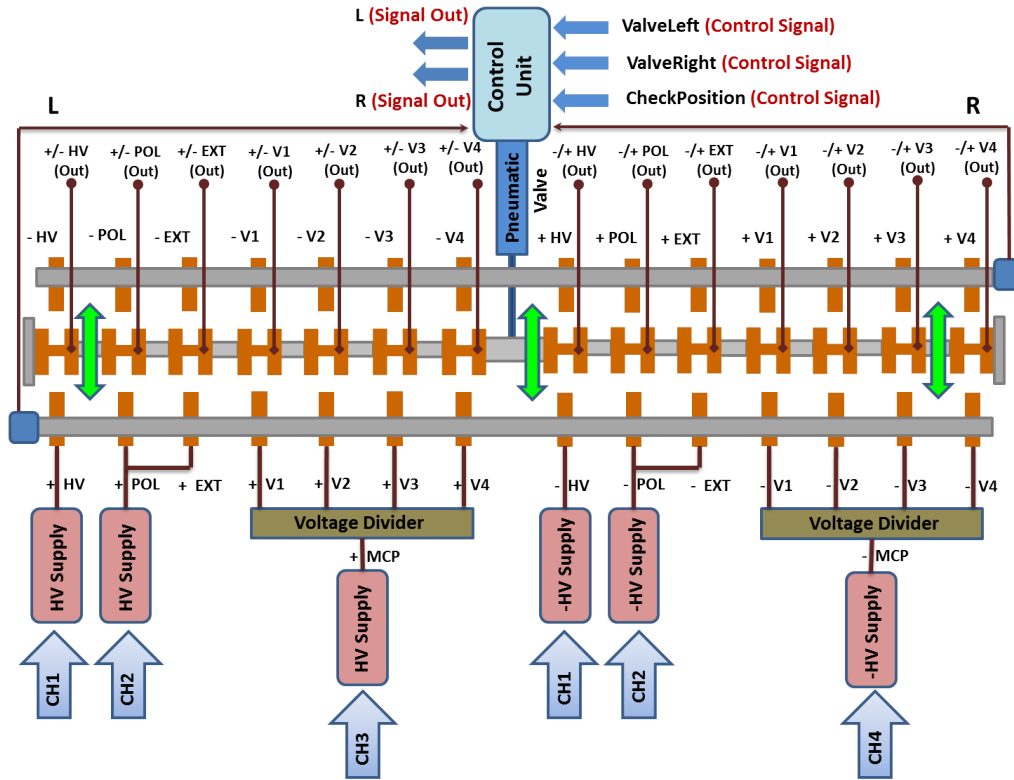 L (Signal Out)
R (Signal Out)
Control
Unit
ValveLeft (Control Signal)
ValveRight (Control Signal)
CheckPosition (Control Signal)
L
R
+/- HV
(Out)
+/- POL
(Out)
+/- EXT
(Out)
+/- V1
(Out)
+/- V2
(Out)
+/- V3
(Out)
+/- V4
(Out)
Pneumatic
Valve
-/+ HV
(Out)
-/+ POL
(Out)
-/+ EXT
(Out)
-/+ V1
(Out)
-/+ V2
(Out)
-/+ V3
(Out)
-/+ V4
(Out)
- HV
- POL
- EXT
- V1
- V2
- V3
- V4
+ HV
+ POL
+ EXT
+ V1
+ V2
+ V3
+ V4
+ HV
+ POL
+ EXT
+ V1
+ V2
+ V3
+ V4
- HV
- POL
- EXT
- V1
- V2
- V3
- V4
Voltage Divider
Voltage Divider
+ MCP
- MCP
HV Supply
HV Supply
HV Supply
-HV Supply
-HV Supply
-HV Supply
CH1
CH2
CH3
CH1
CH2
CH4